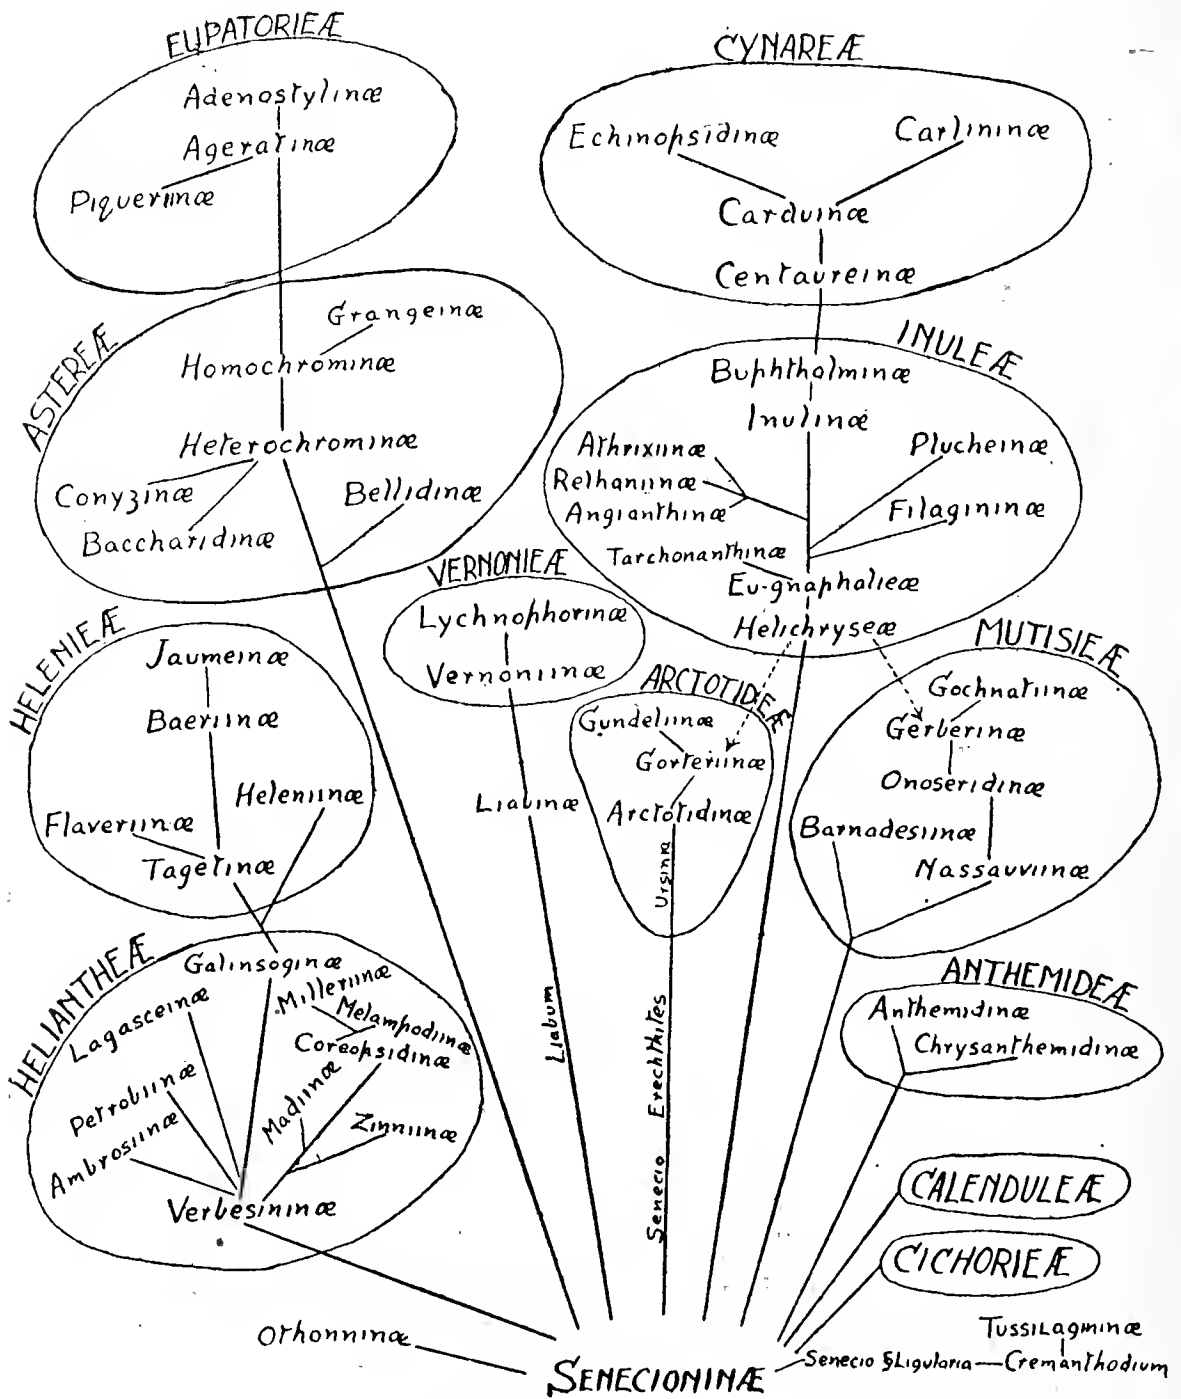 EUPATORIEÆ
Adenostylinæ
Ageratinæ
Piqueriinæ
CYNAREÆ
Echinopsidinæ
Carlininæ
Carduinæ
Centaureinæ
ASTEREÆ
Grangeinæ
Homochrominæ
Heterochrominæ
Conyzinæ
Bellidinæ
Baccharidinæ
INULEÆ
Buphthalminæ
Inulinæ
Athrixiinæ
Plucheinæ
Relhaniinæ
Angianthinæ
Filagininæ
Tarchonanthinæ
Eu-gnaphalieæ
Helichryseæ
VERNONIEÆ
Lychnophorinæ
Vernoniinæ
Liabinæ
Liabum
HELENIEÆ
Jaumeinæ
Baeriinæ
Heleniinæ
Flaveriinæ
Tagetinæ
ARCTOTIDEÆ
Gundeliinæ
Gorteriinæ
Arctotidinæ
Ursinia
Senecio Erechthites
MUTISIEÆ
Gochnatiinæ
Gerberinæ
Onoseridinæ
Barnadesiinæ
Nassauviinæ
HELIANTHEÆ
Galinsoginæ
Milleriinæ
Lagasceinæ
Melampodiinæ
Coreopsidinæ
Petrobiinæ
Madiinæ
Zinniinæ
Ambrosiinæ
Verbesininæ
ANTHEMIDEÆ
Anthemidinæ
Chrysanthemidinæ
CALENDULEÆ
CICHORIEÆ
Othonninæ
Tussilagininæ
Senecio §Ligularia—Cremanthodium
SENECIONINÆ